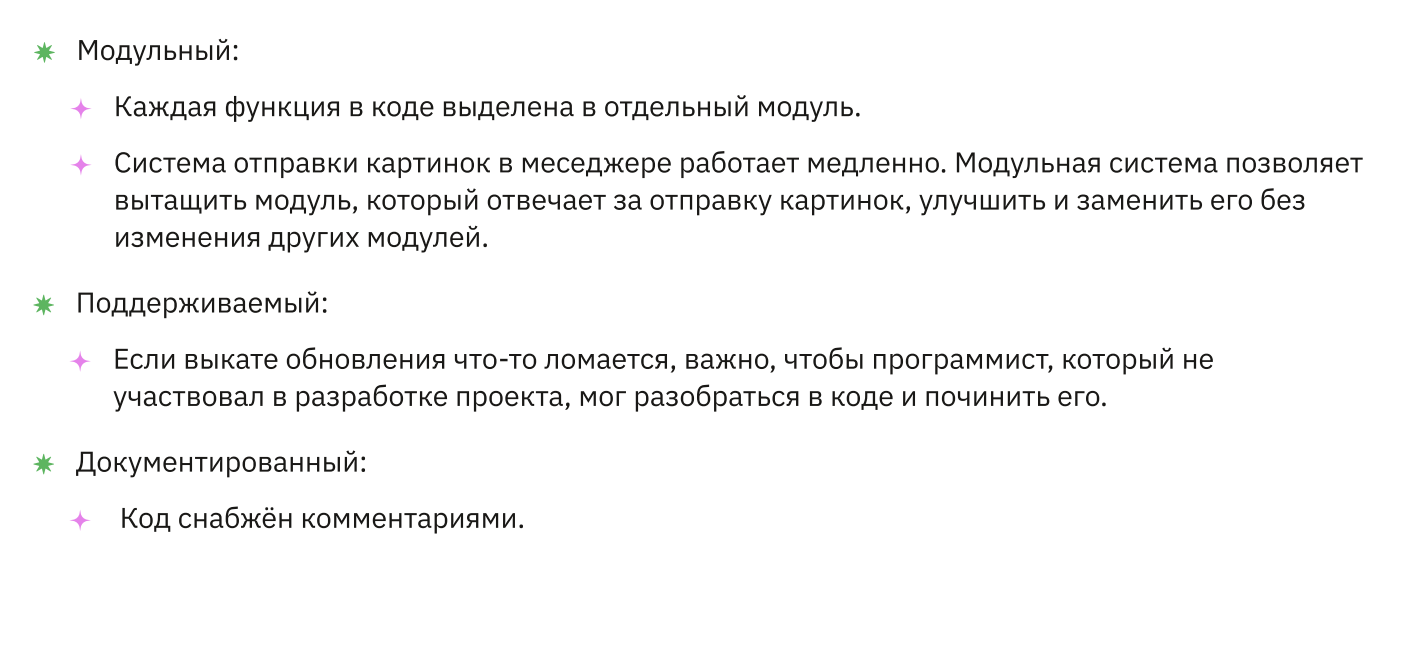 Модульный:
Каждая функция в коде выделена в отдельный модуль.
Система отправки картинок в меседжере работает медленно. Модульная система позволяет
вытащить модуль, который отвечает за отправку картинок, улучшить и заменить его без
изменения других модулей.
Поддерживаемый:
Если выкате обновления что-то ломается, важно, чтобы программист, который не
участвовал в разработке проекта, мог разобраться в коде и починить его.
Документированный:
Код снабжён комментариями.